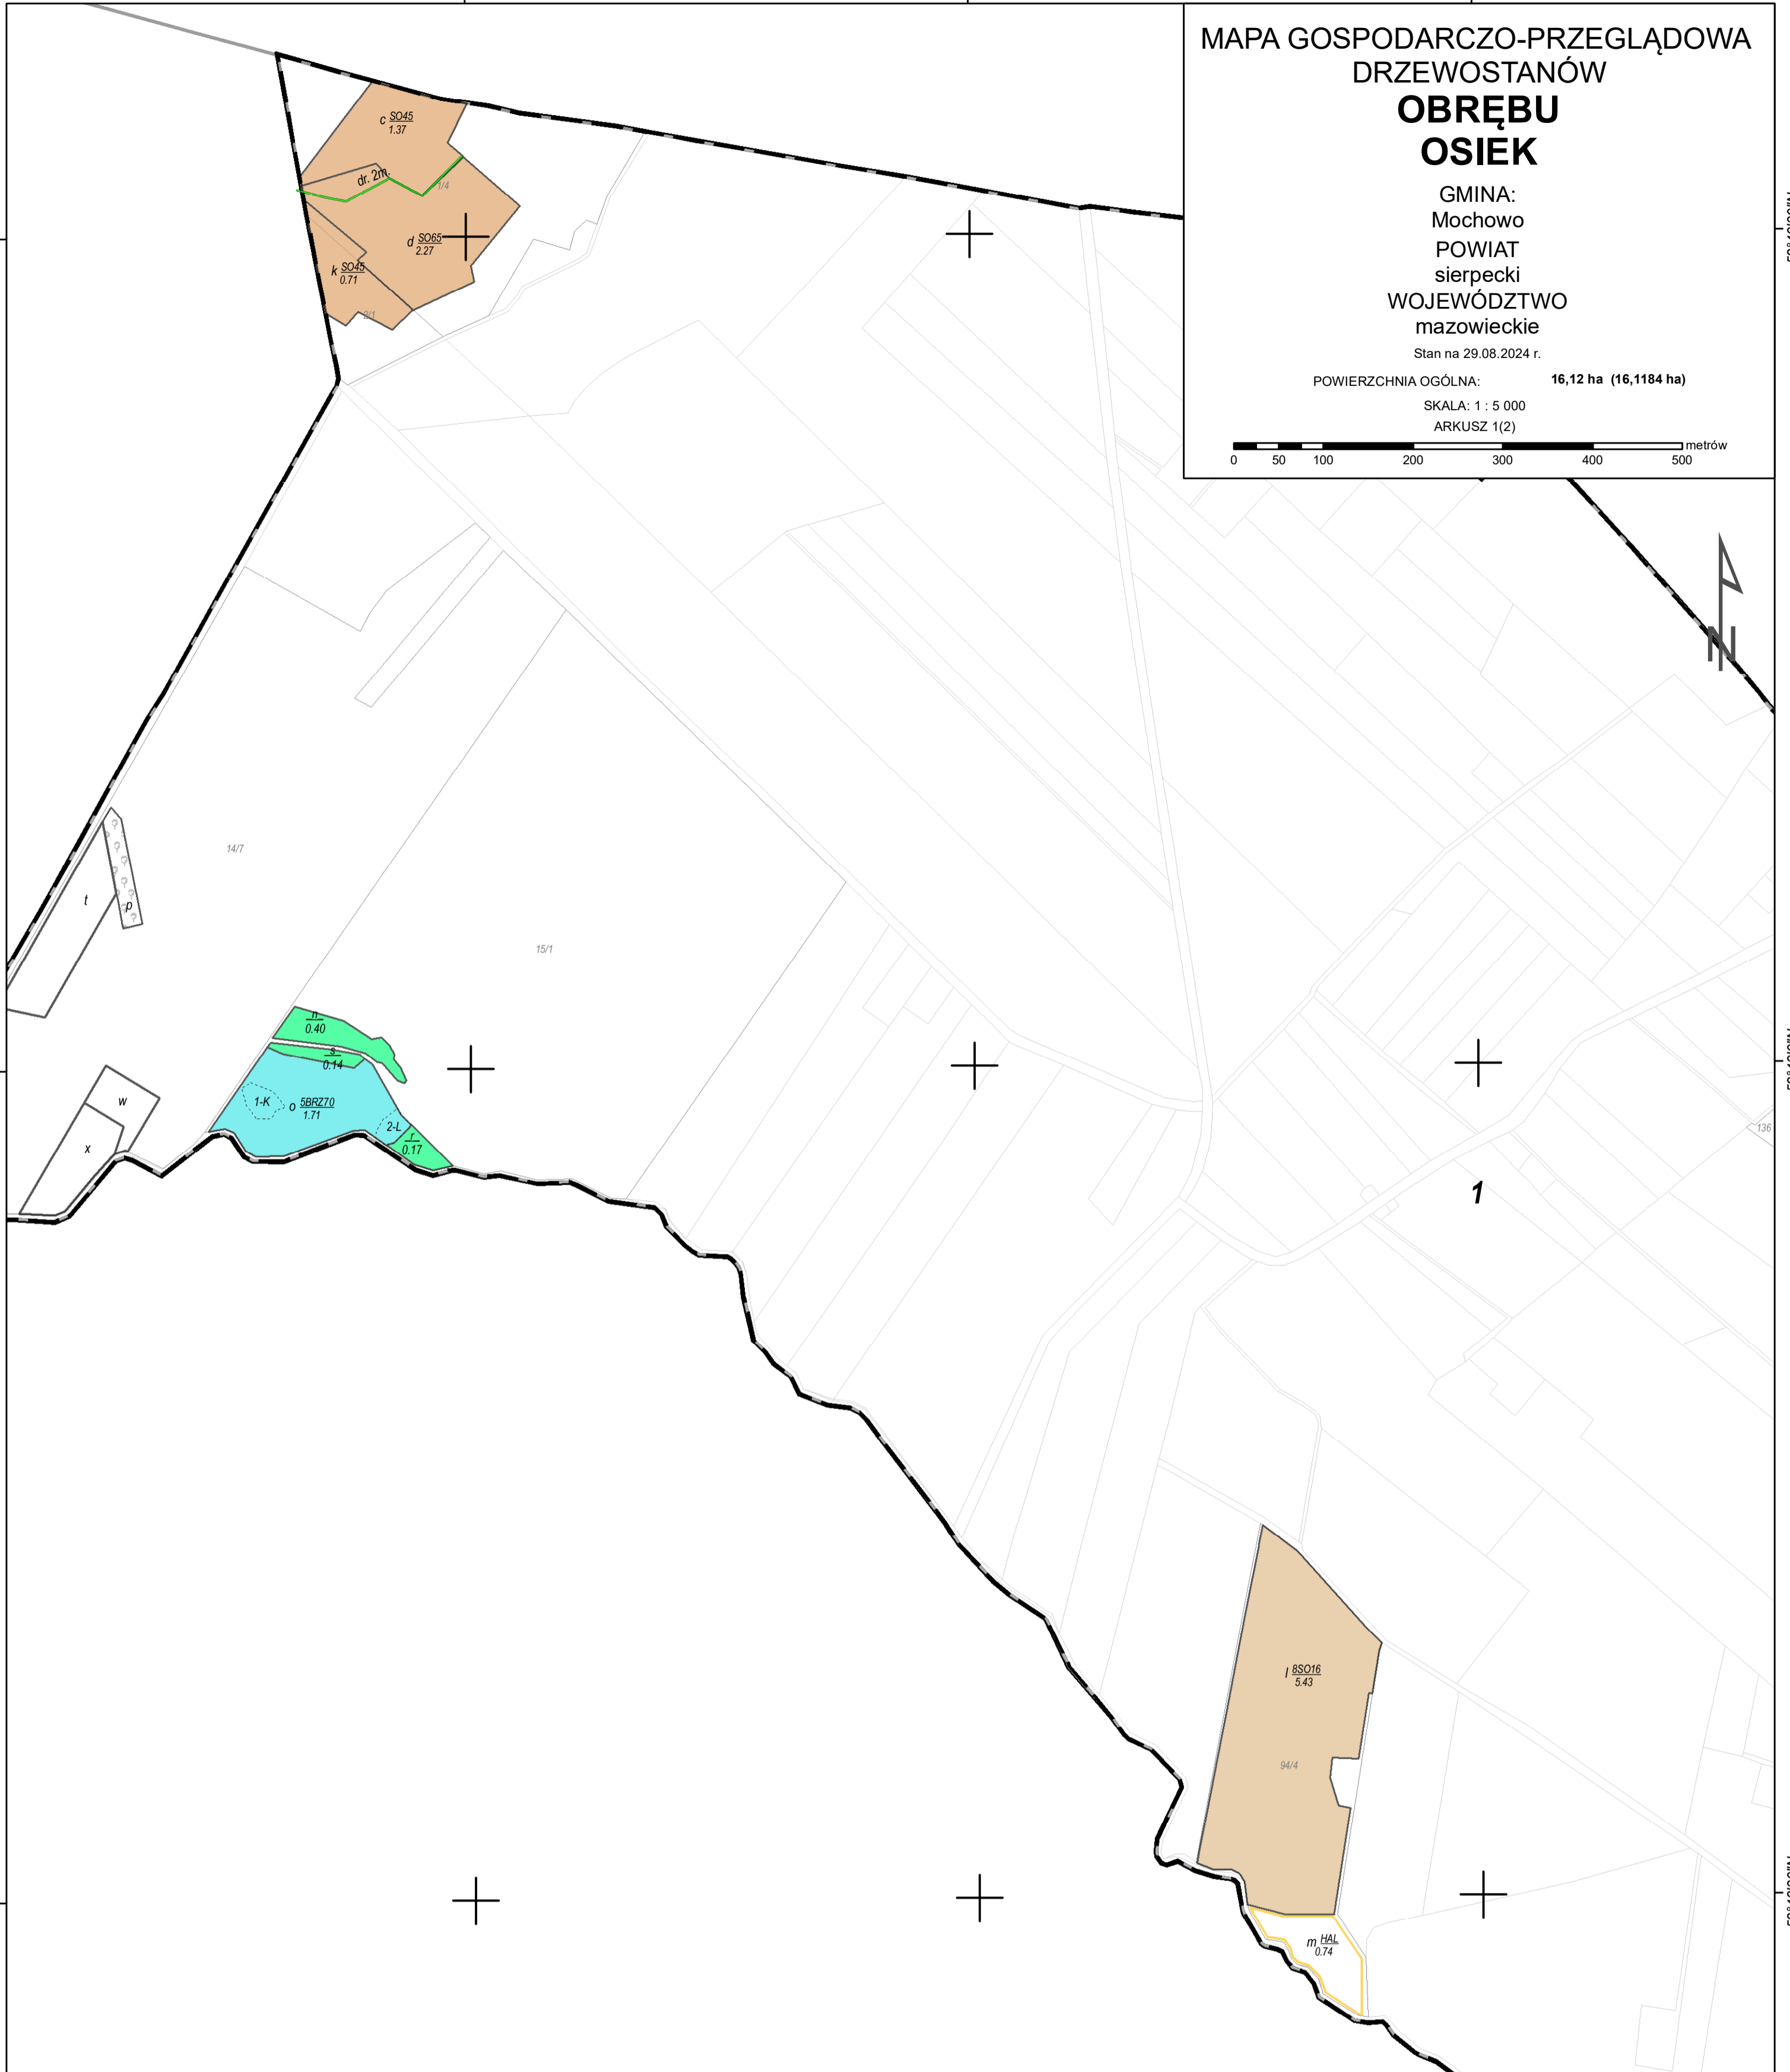 MAPA GOSPODARCZO-PRZEGLĄDOWA
DRZEWOSTANÓW
OBRĘBU
OSIEK
GMINA:
Mochowo
POWIAT
sierpecki
WOJEWÓDZTWO
mazowieckie
Stan na 29.08.2024 r.
POWIERZCHNIA OGÓLNA: 16,12 ha (16,1184 ha)
SKALA: 1 : 5 000
ARKUSZ 1(2)
metrów
0 50 100 200 300 400 500
N
c SO45
1.37
dr. 2m.
1/4
d SO65
2.27
k SO45
0.71
2/1
14/7
t
p
15/1
n
0.40
s
0.14
w
1-K
o 5BRZ70
1.71
2-L
r
0.17
x
136
1
l 8SO16
5.43
94/4
m HAL
0.74